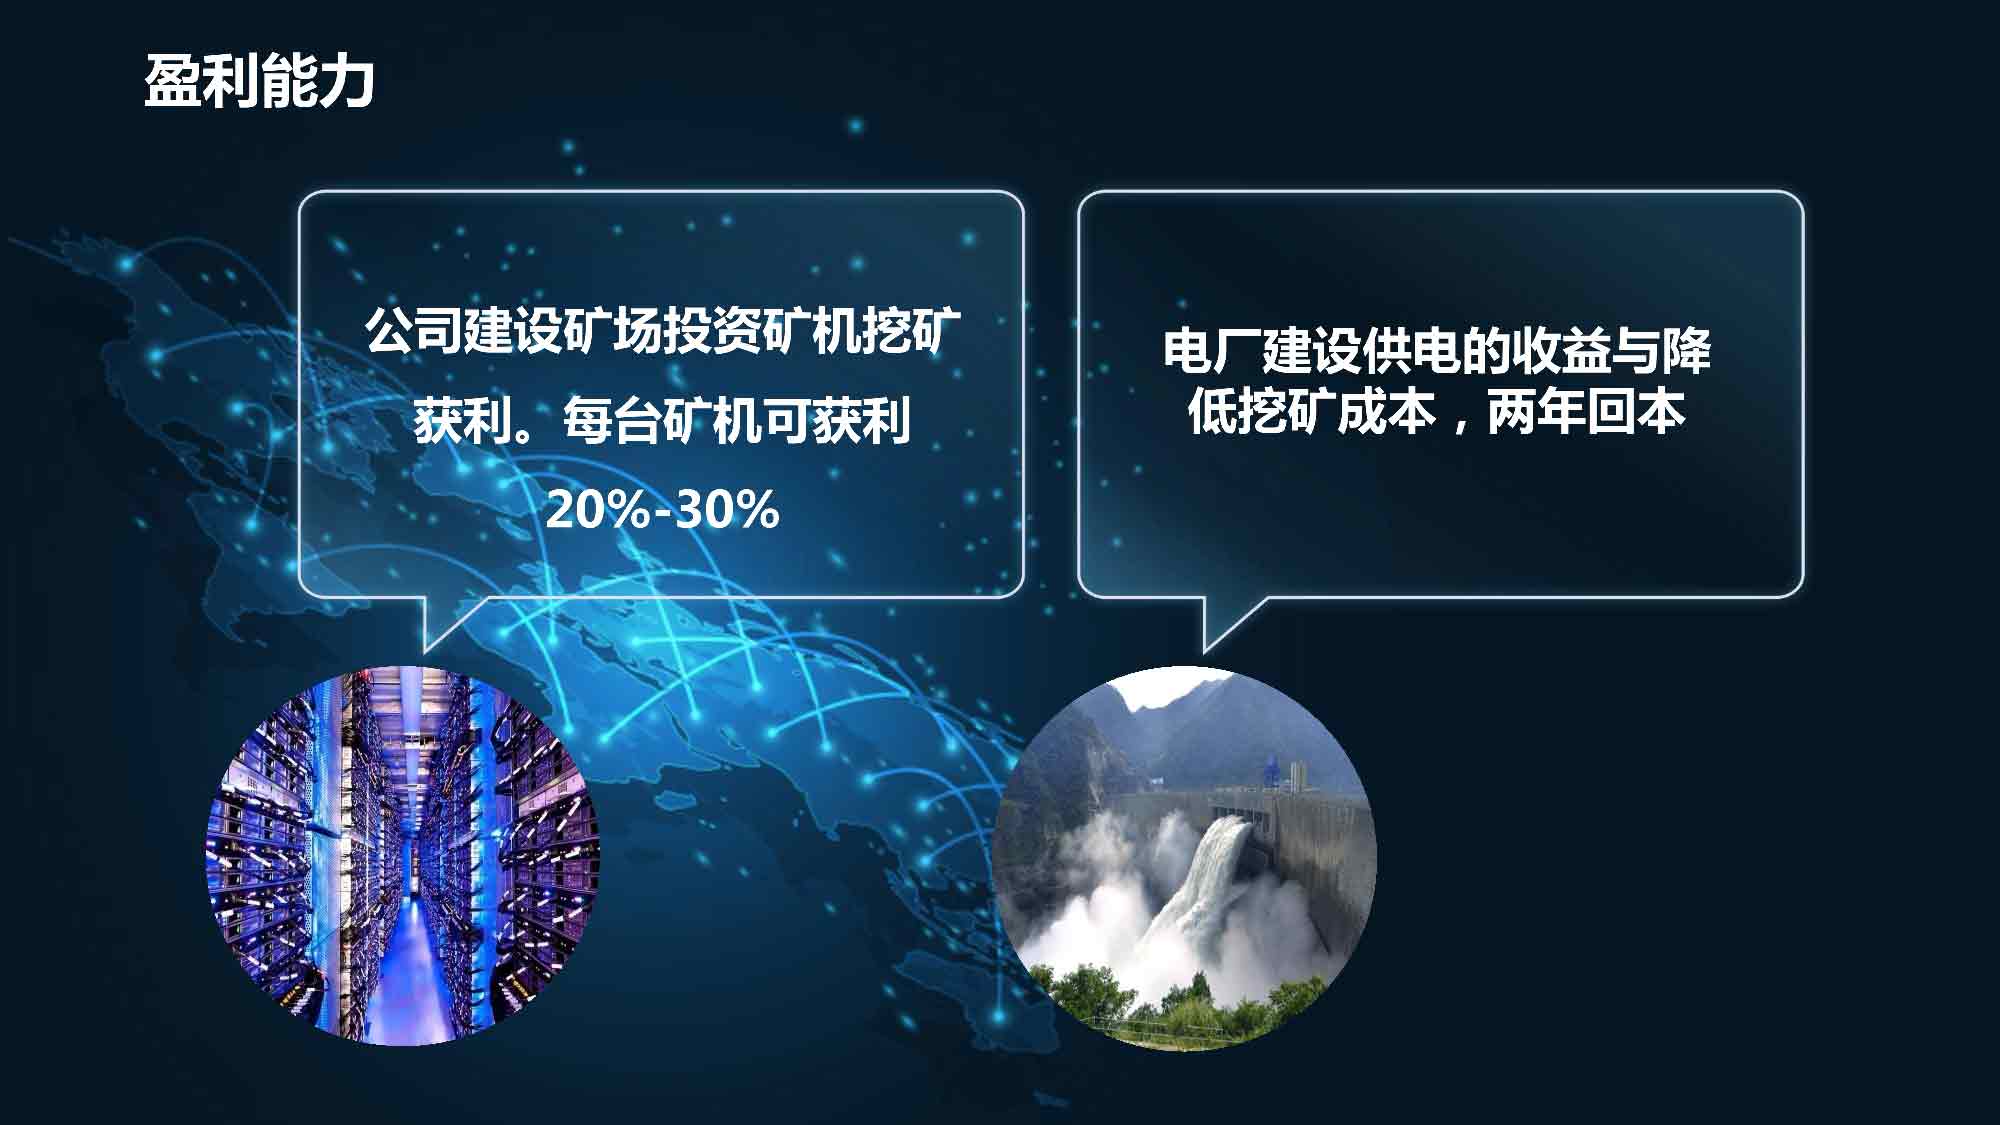 盈利能力
公司建设矿场投资矿机挖矿
获利。每台矿机可获利
20%-30%
电厂建设供电的收益与降
低挖矿成本，两年回本